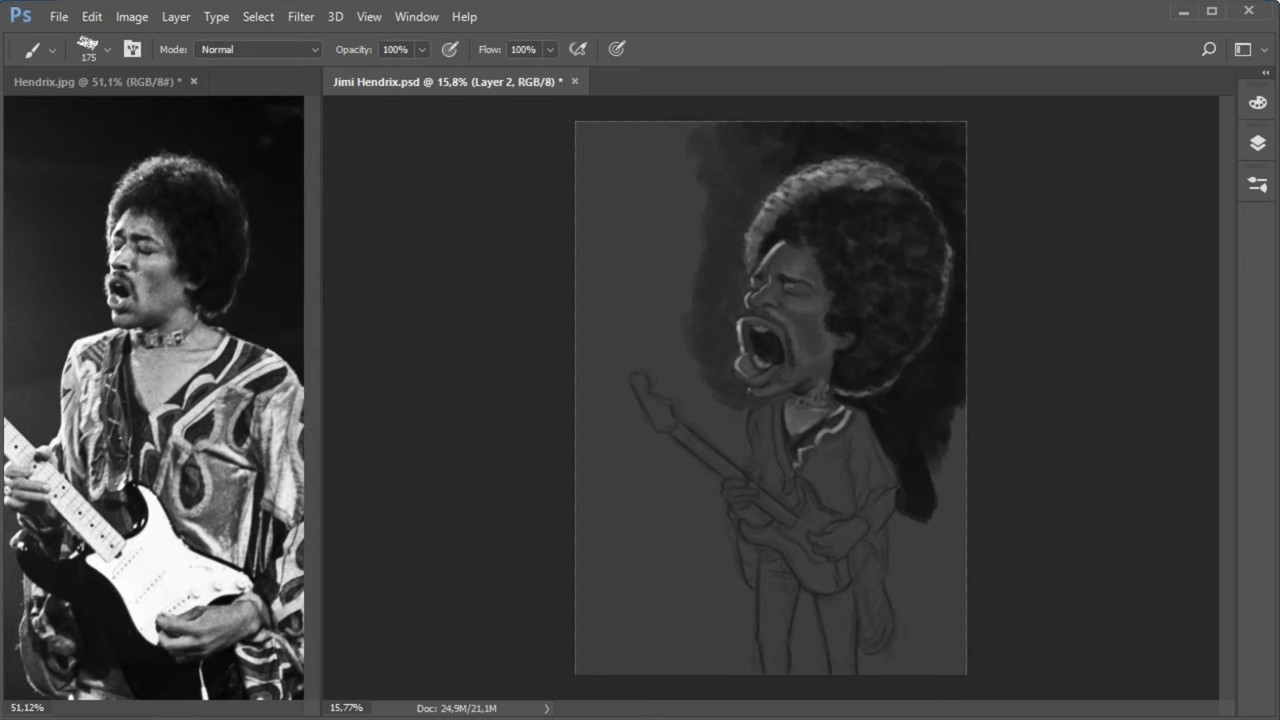 Ps File Edit Image Layer Type Select Filter 3D View Window Help
175 Mode: Normal Opacity: 100% Flow: 100%
Hendrix.jpg @ 51,1% (RGB/8#) * × Jimi Hendrix.psd @ 15,8% (Layer 2, RGB/8) * ×
51,12% 15,77% Doc: 24,9M/21,1M